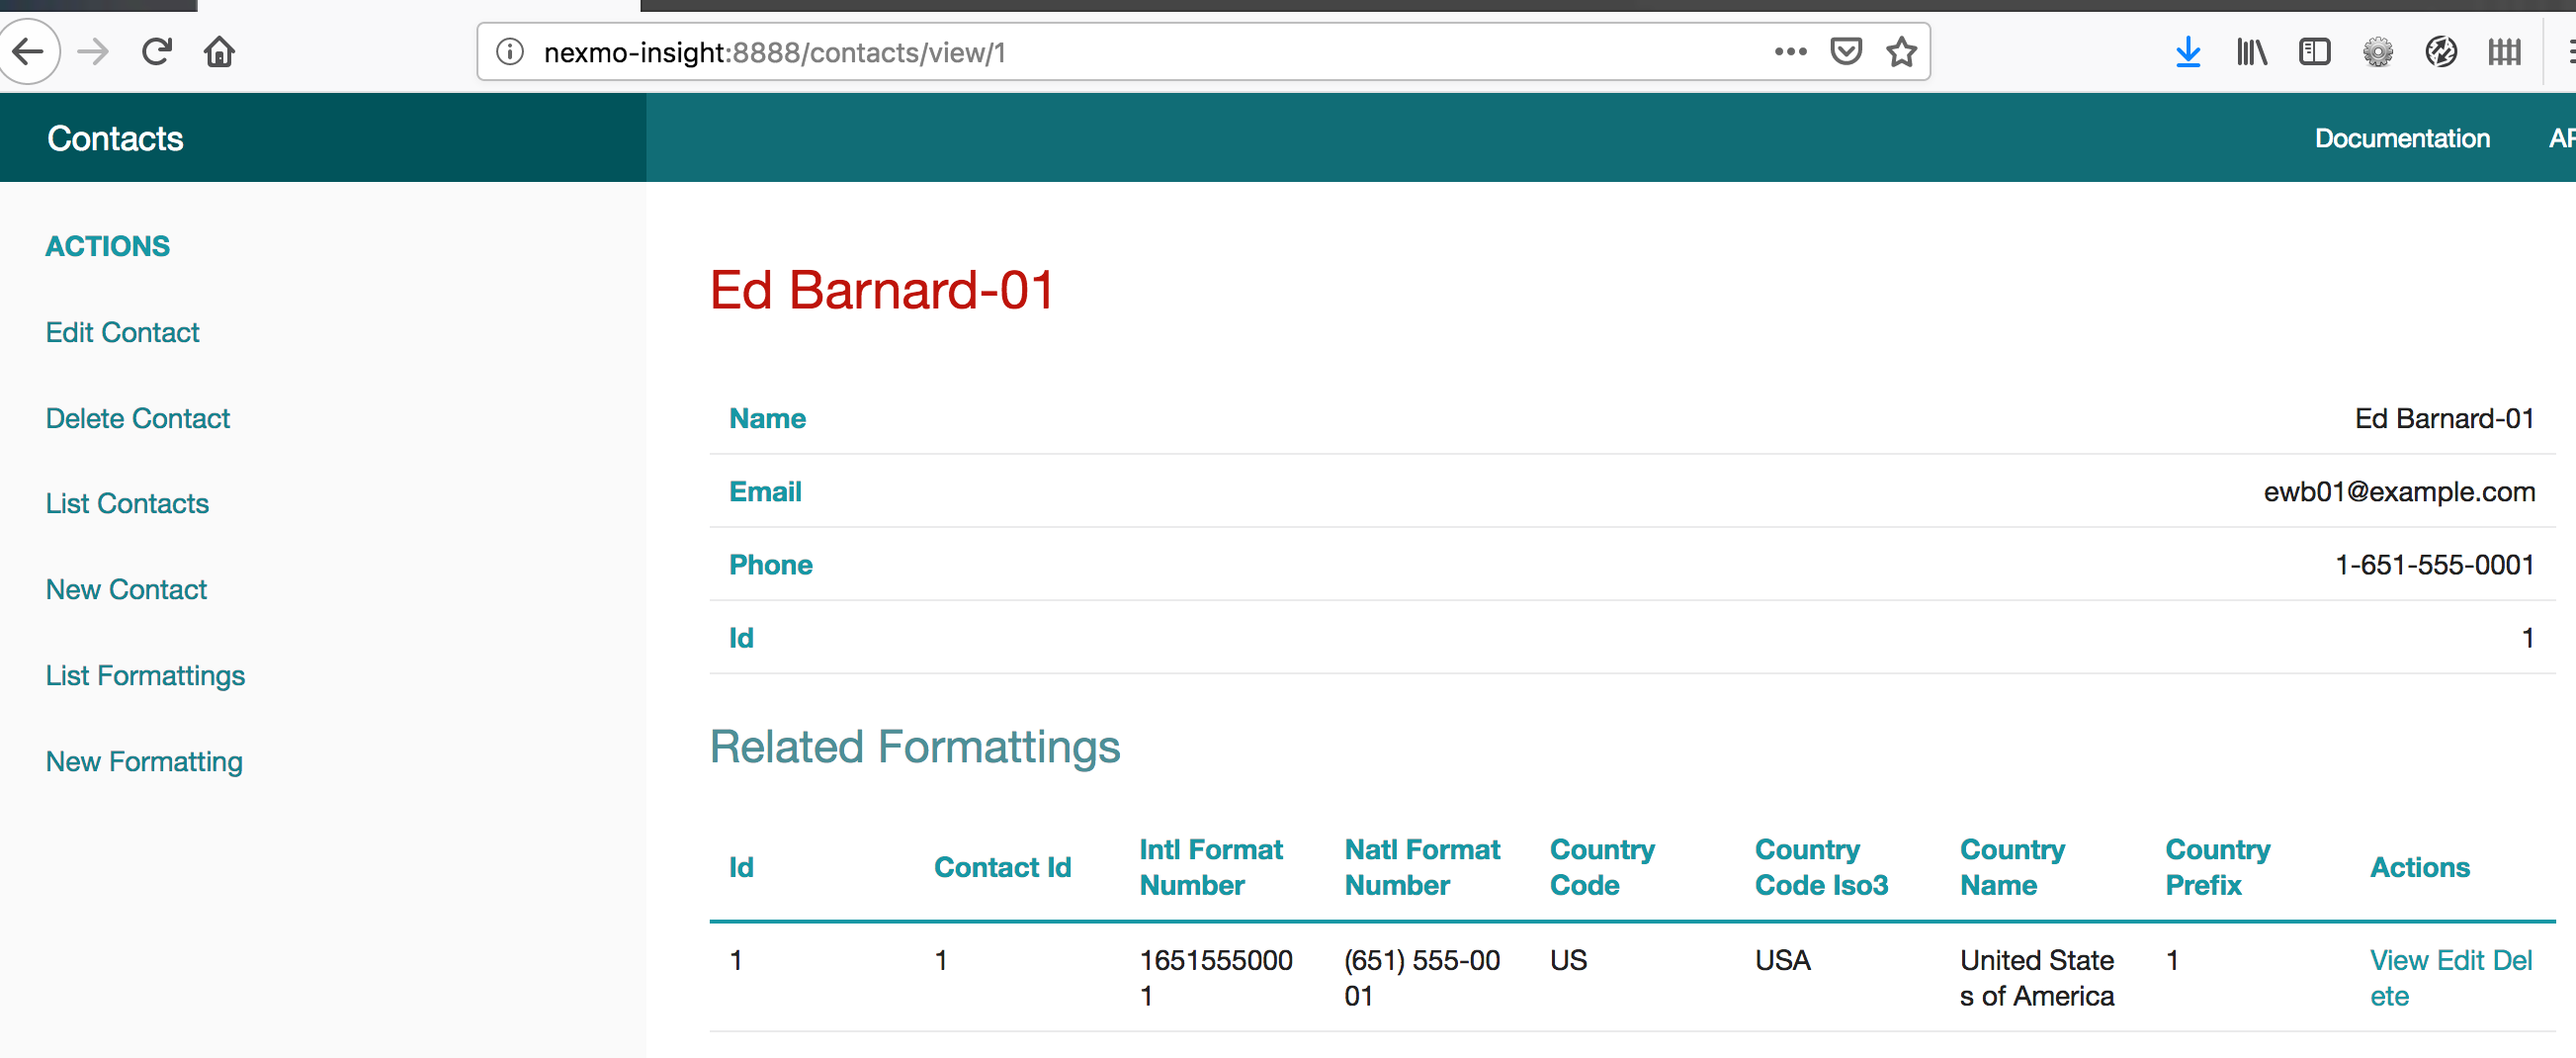 nexmo-insight:8888/contacts/view/1
Contacts
Documentation
ACTIONS
Edit Contact
Delete Contact
List Contacts
New Contact
List Formattings
New Formatting
Ed Barnard-01
Name Ed Barnard-01
Email ewb01@example.com
Phone 1-651-555-0001
Id 1
Related Formattings
Id Contact Id Intl Format Number Natl Format Number Country Code Country Code Iso3 Country Name Country Prefix Actions
1 1 16515550001 (651) 555-0001 US USA United States of America 1 View Edit Delete